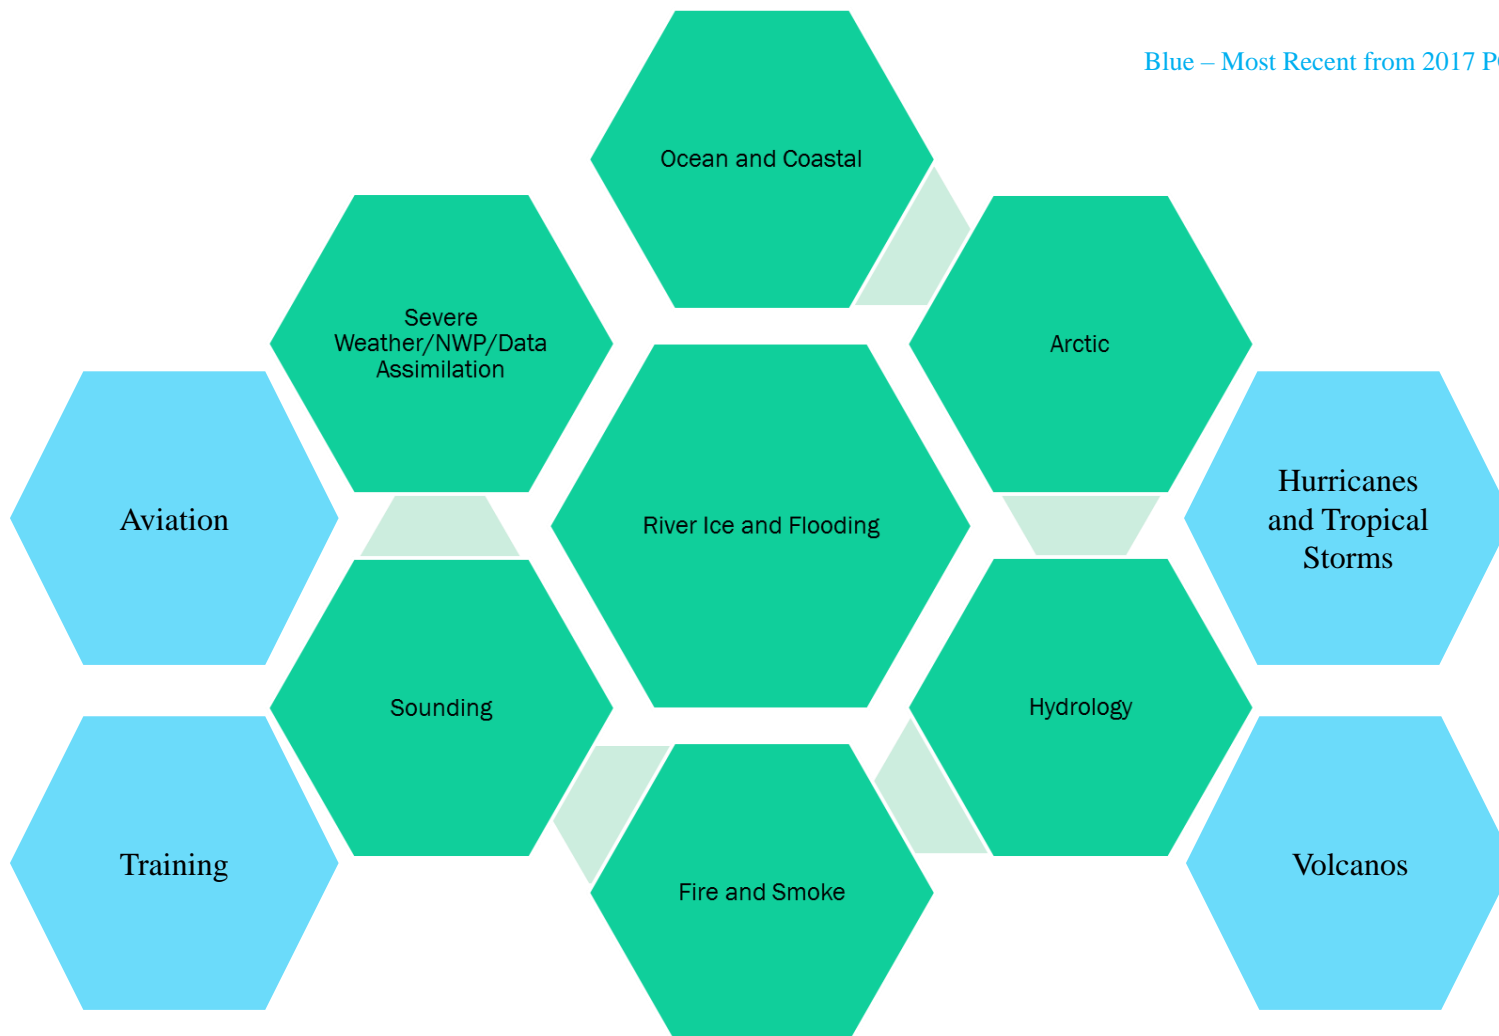 Blue – Most Recent from 2017
Ocean and Coastal
Severe
Weather/NWP/Data
Assimilation
Arctic
Aviation
River Ice and Flooding
Hurricanes
and Tropical
Storms
Sounding
Hydrology
Training
Fire and Smoke
Volcanos